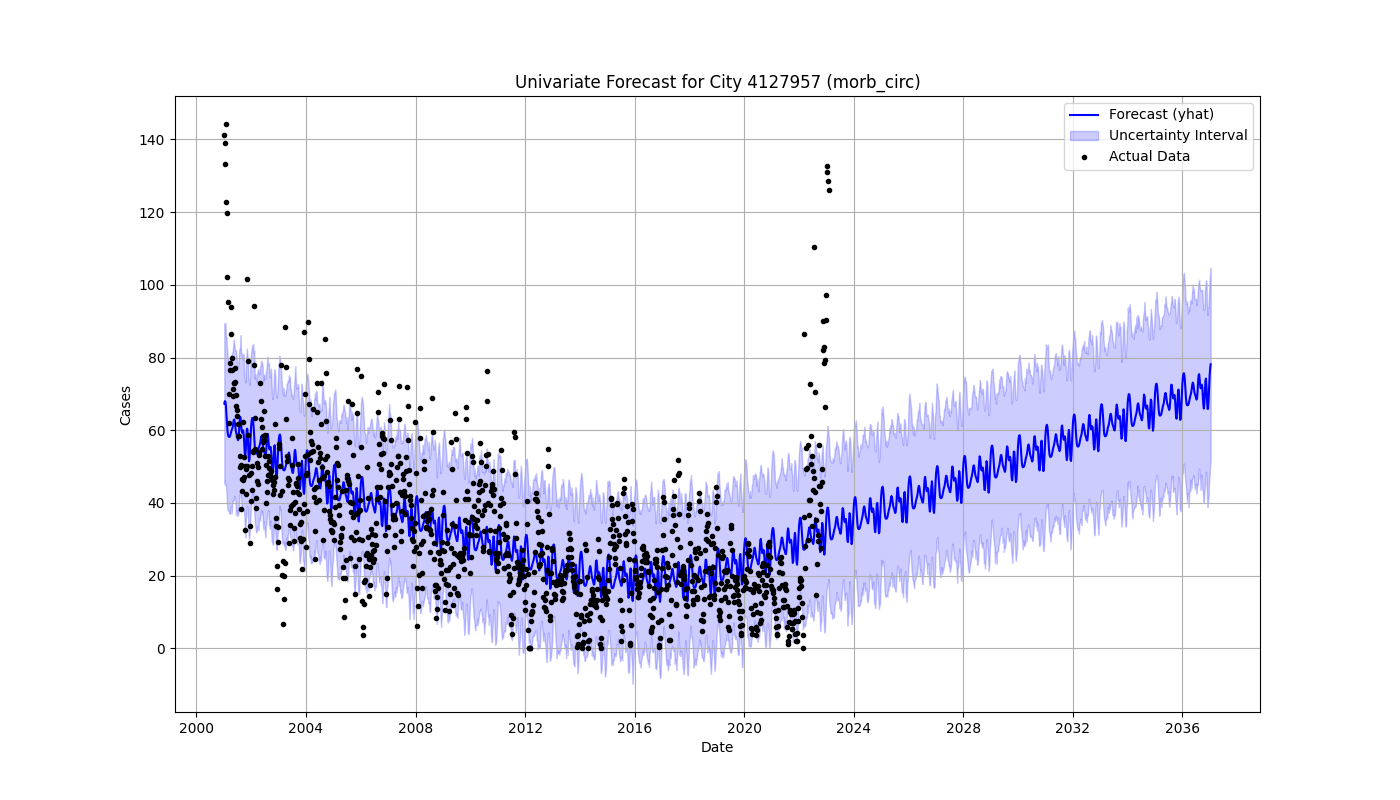 Univariate Forecast for City 4127957 (morb_circ)
Forecast (yhat)
Uncertainty Interval
Actual Data
Cases
140
120
100
80
60
40
20
0
2000 2004 2008 2012 2016 2020 2024 2028 2032 2036
Date